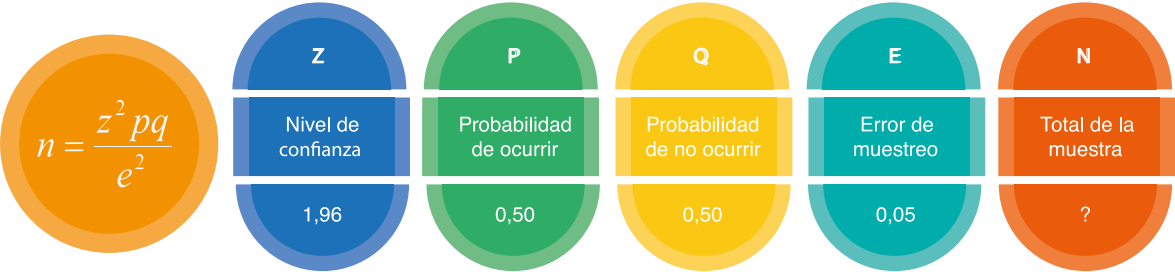 n = z² pq / e²
Z
Nivel de
confianza
1,96
P
Probabilidad
de ocurrir
0,50
Q
Probabilidad
de no ocurrir
0,50
E
Error de
muestreo
0,05
N
Total de la
muestra
?